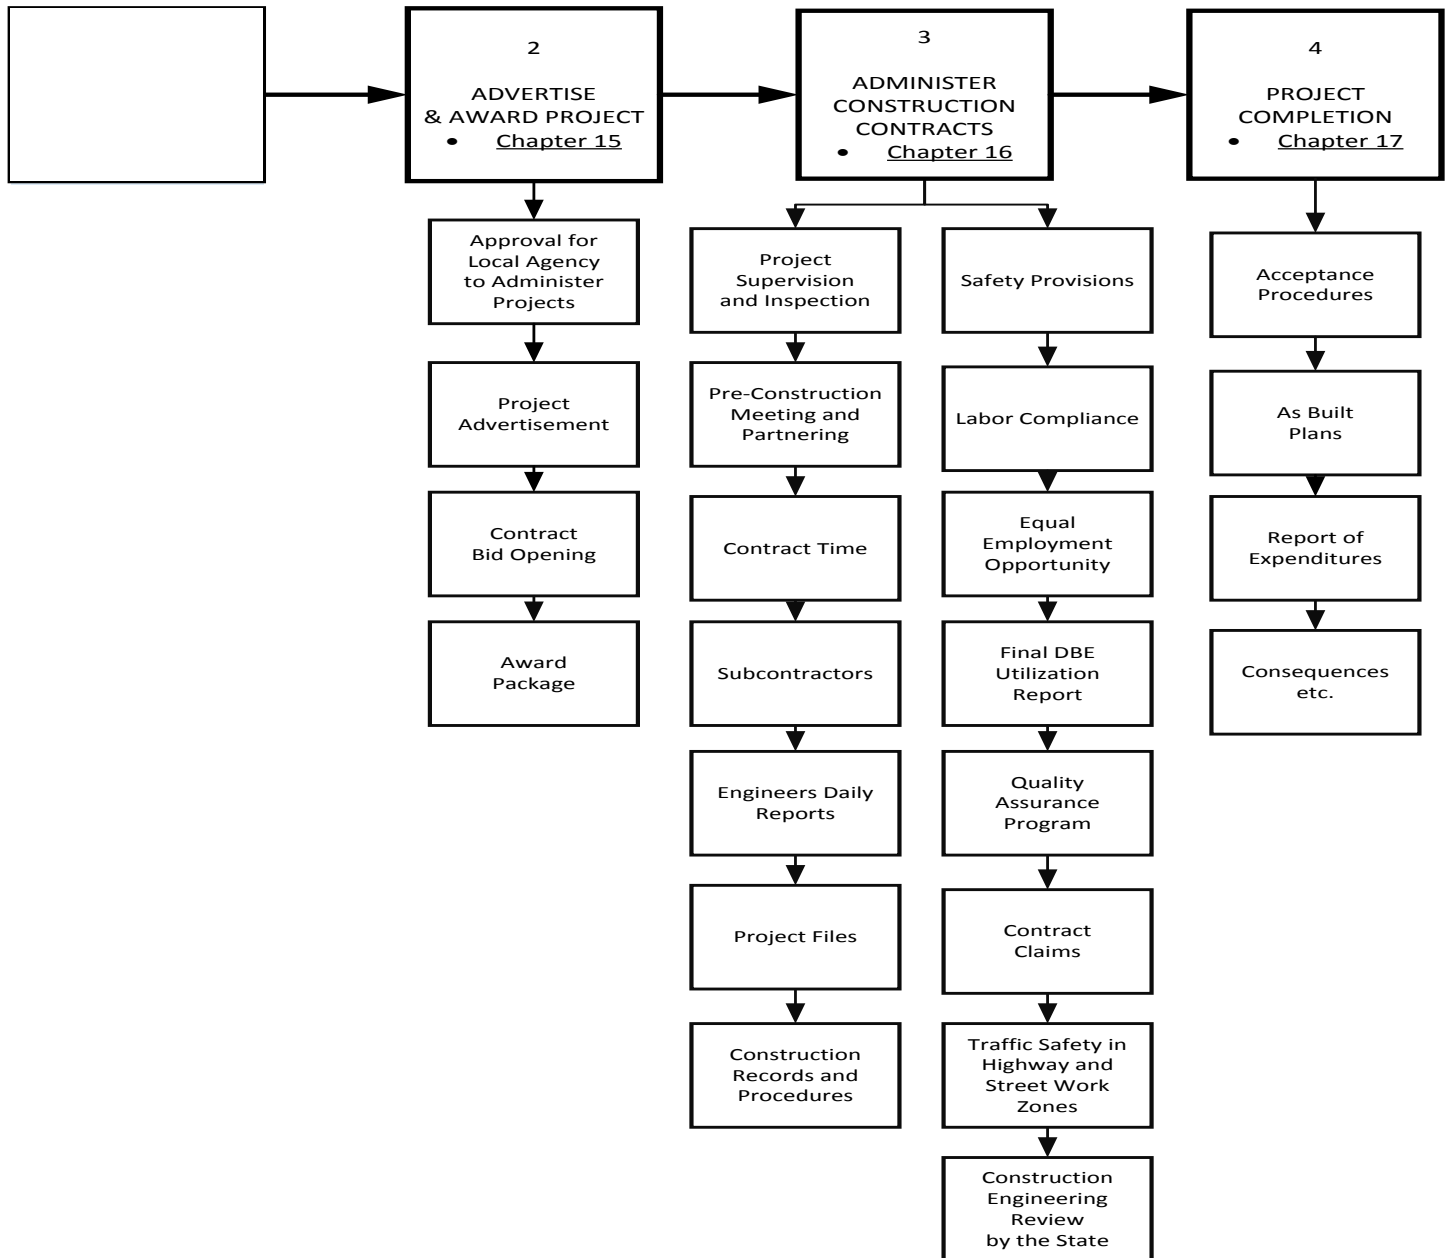 2
ADVERTISE
& AWARD PROJECT
• Chapter 15
3
ADMINISTER
CONSTRUCTION
CONTRACTS
• Chapter 16
4
PROJECT
COMPLETION
• Chapter 17
Approval for
Local Agency
to Administer
Projects
Project
Advertisement
Contract
Bid Opening
Award
Package
Project
Supervision
and Inspection
Pre-Construction
Meeting and
Partnering
Contract Time
Subcontractors
Engineers Daily
Reports
Project Files
Construction
Records and
Procedures
Safety Provisions
Labor Compliance
Equal
Employment
Opportunity
Final DBE
Utilization
Report
Quality
Assurance
Program
Contract
Claims
Traffic Safety in
Highway and
Street Work
Zones
Construction
Engineering
Review
by the State
Acceptance
Procedures
As Built
Plans
Report of
Expenditures
Consequences
etc.